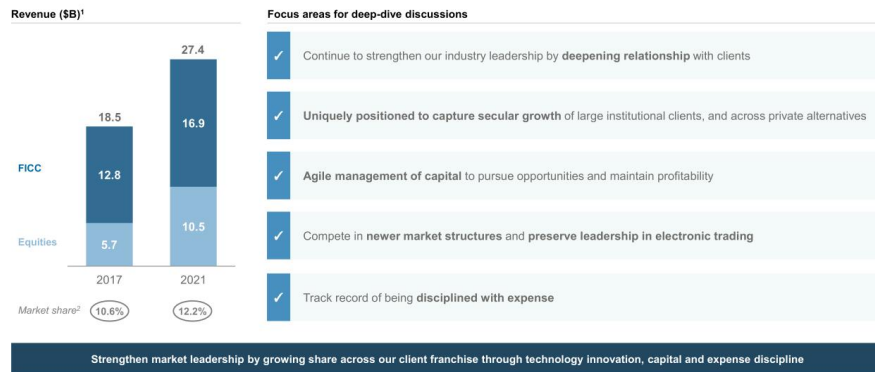 Revenue ($B)¹
Focus areas for deep-dive discussions
27.4
18.5
16.9
FICC
12.8
Equities
10.5
5.7
2017
2021
Market share²
10.6%
12.2%
✓ Continue to strengthen our industry leadership by deepening relationship with clients
✓ Uniquely positioned to capture secular growth of large institutional clients, and across private alternatives
✓ Agile management of capital to pursue opportunities and maintain profitability
✓ Compete in newer market structures and preserve leadership in electronic trading
✓ Track record of being disciplined with expense
Strengthen market leadership by growing share across our client franchise through technology innovation, capital and expense discipline